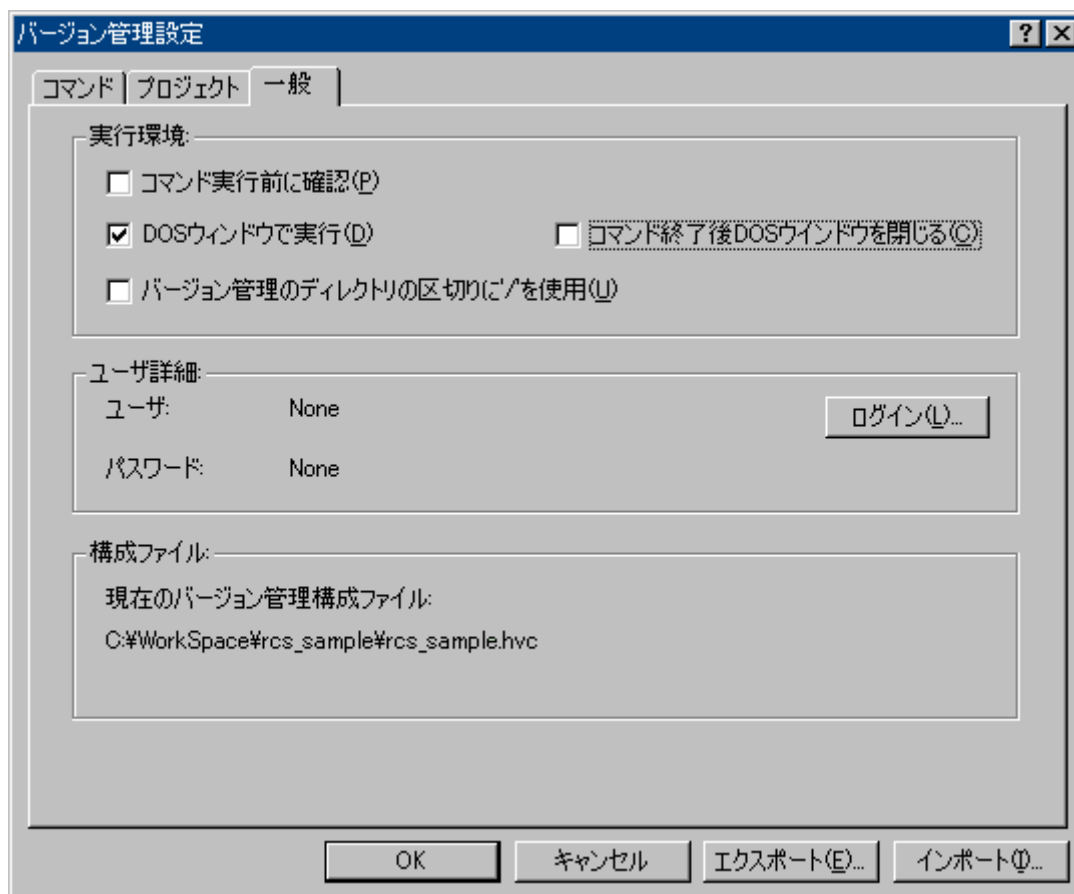 バージョン管理設定
コマンド プロジェクト 一般
実行環境:
コマンド実行前に確認(P)
DOSウィンドウで実行(D) コマンド終了後DOSウインドウを閉じる(C)
バージョン管理のディレクトリの区切りに'/'を使用(U)
ユーザ詳細:
ユーザ: None ログイン(L)...
パスワード: None
構成ファイル:
現在のバージョン管理構成ファイル:
C:¥WorkSpace¥rcs_sample¥rcs_sample.hvc
OK キャンセル エクスポート(E)... インポート(I)...